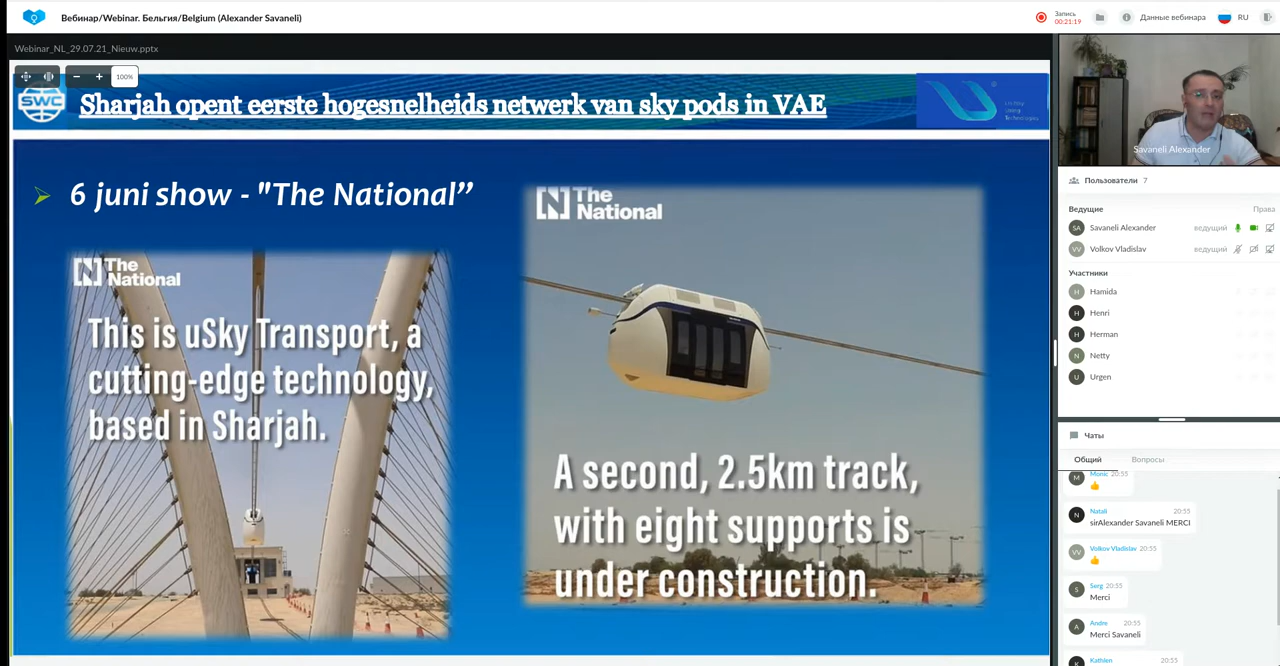 Вебинар/Webinar. Бельгия/Belgium (Alexander Savaneli)
Запись
00:21:19
Данные вебинара
RU
Webinar_NL_29.07.21_Nieuw.pptx
100%
SWC
Sharjah opent eerste hogesnelheids netwerk van sky pods in VAE
6 juni show - "The National”
The
National
This is uSky Transport, a
cutting-edge technology,
based in Sharjah.
The
National
A second, 2.5km track,
with eight supports is
under construction.
Savaneli Alexander
Пользователи 7
Ведущие Права
SA Savaneli Alexander ведущий
VV Volkov Vladislav ведущий
Участники
H Hamida
H Henri
H Herman
N Netty
U Urgen
Чаты
Общий Вопросы
M Monic 20:55
N Natali 20:55
sirAlexander Savaneli MERCI
VV Volkov Vladislav 20:55
S Serg 20:55
Merci
A Andre 20:55
Merci Savaneli
K Kathlen 20:55